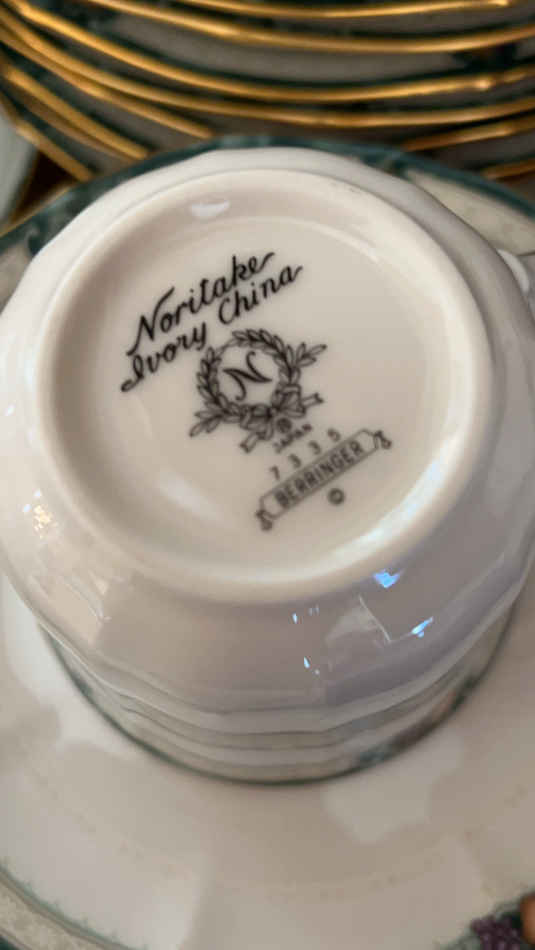 Noritake
Ivory China
N
JAPAN
7335
BERRINGER
©